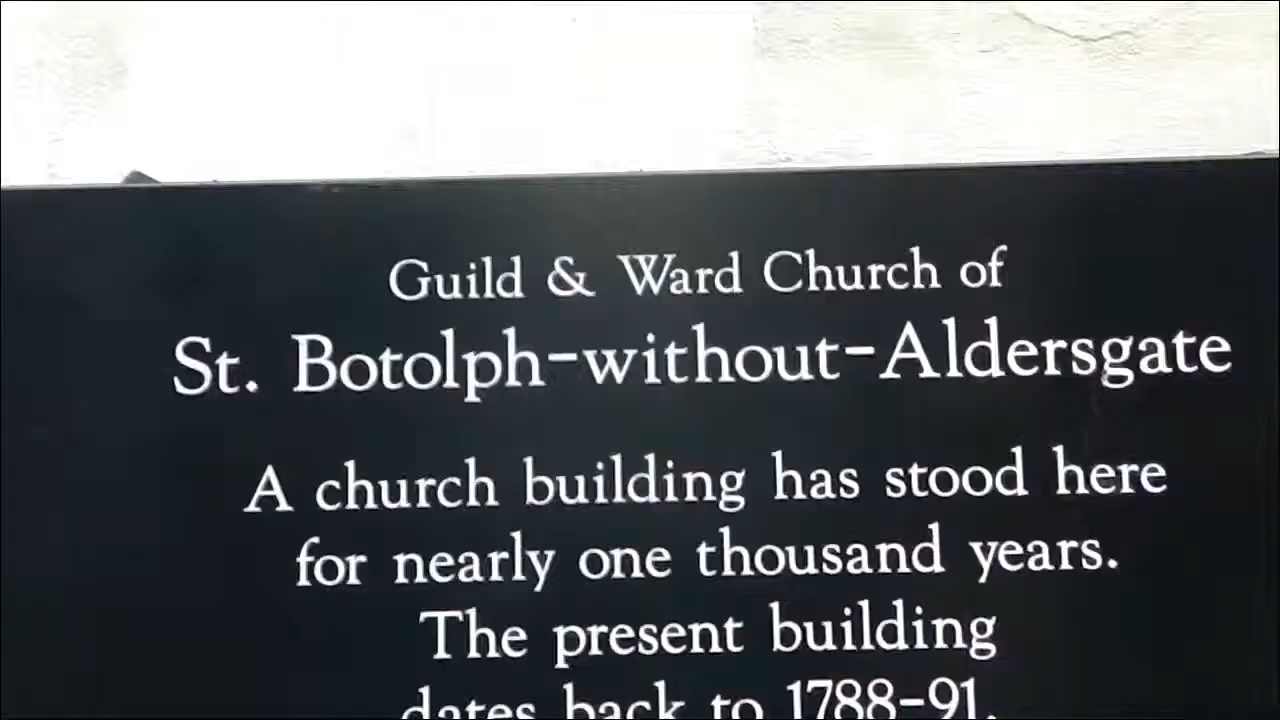 Guild & Ward Church of
St. Botolph-without-Aldersgate
A church building has stood here
for nearly one thousand years.
The present building
dates back to 1788-91.